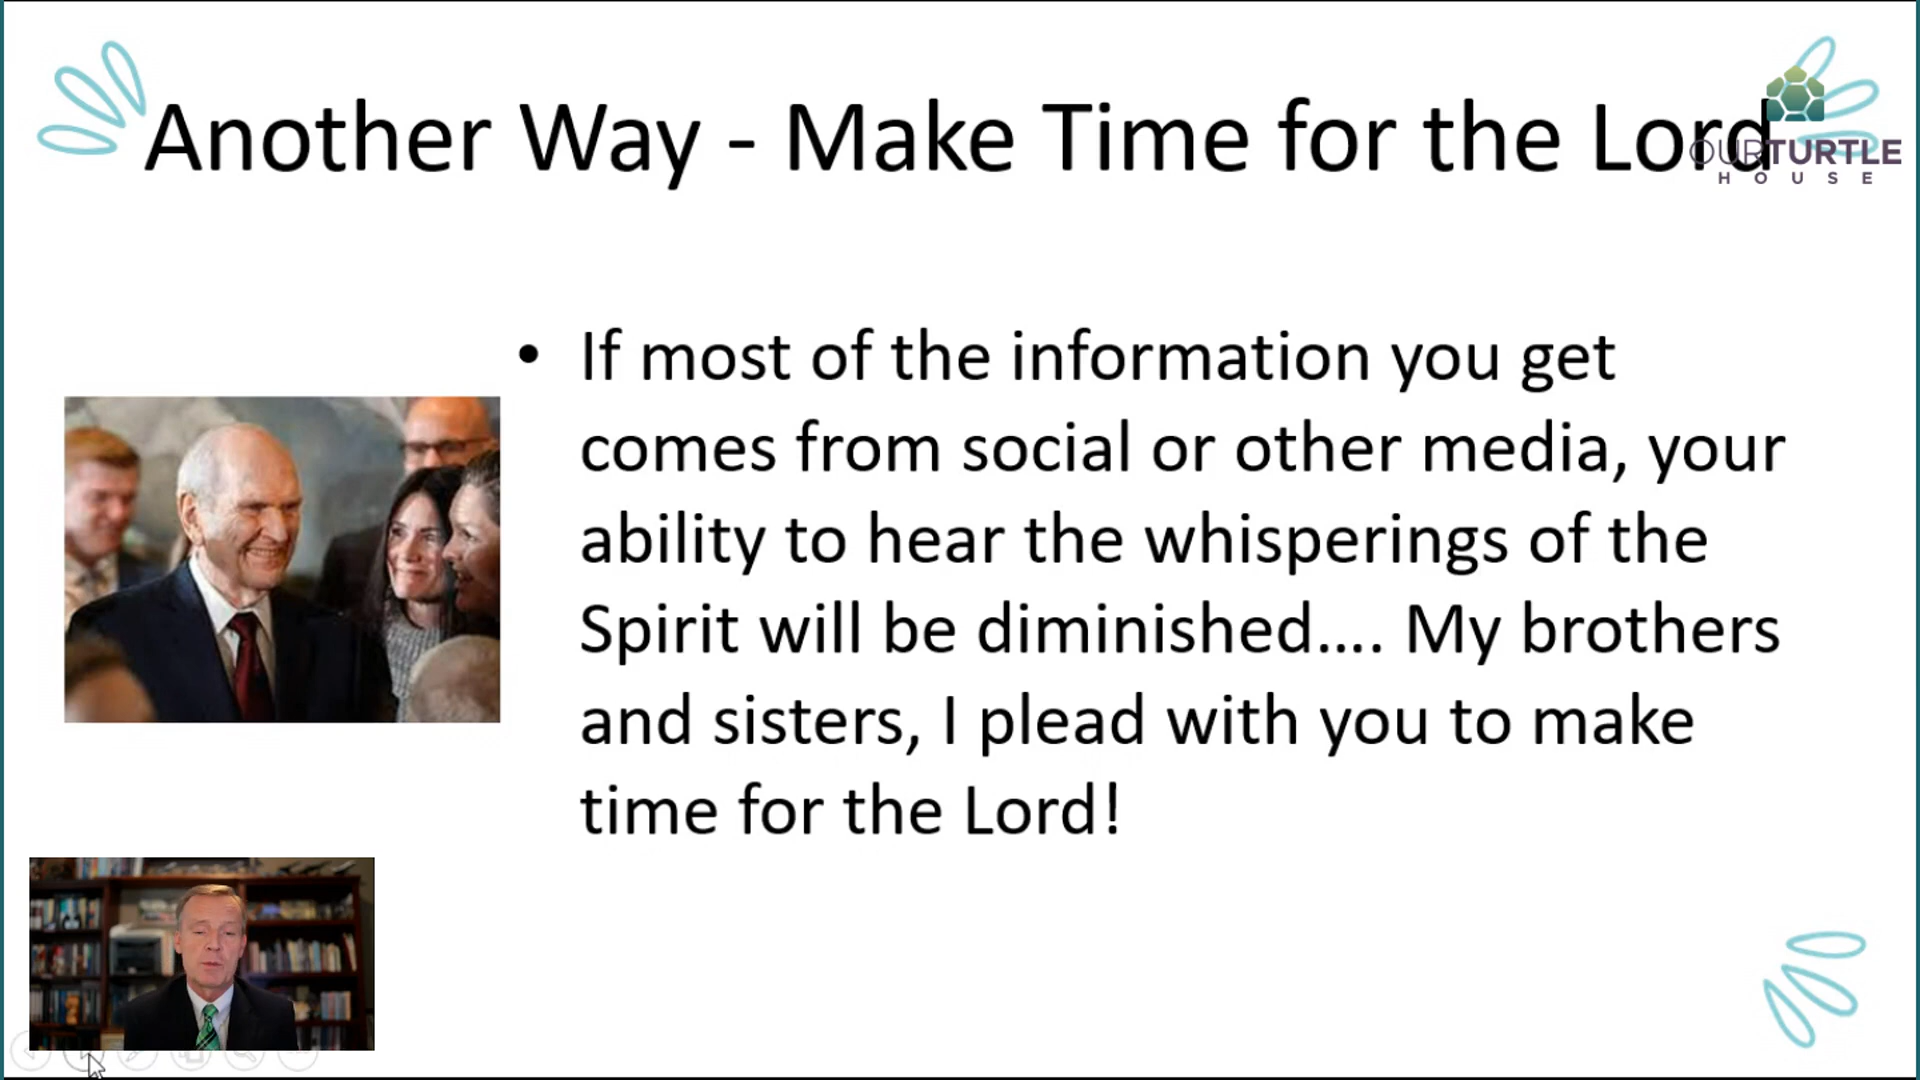 Another Way - Make Time for the Lord
OURTURTLE
HOUSE
• If most of the information you get
comes from social or other media, your
ability to hear the whisperings of the
Spirit will be diminished.... My brothers
and sisters, I plead with you to make
time for the Lord!